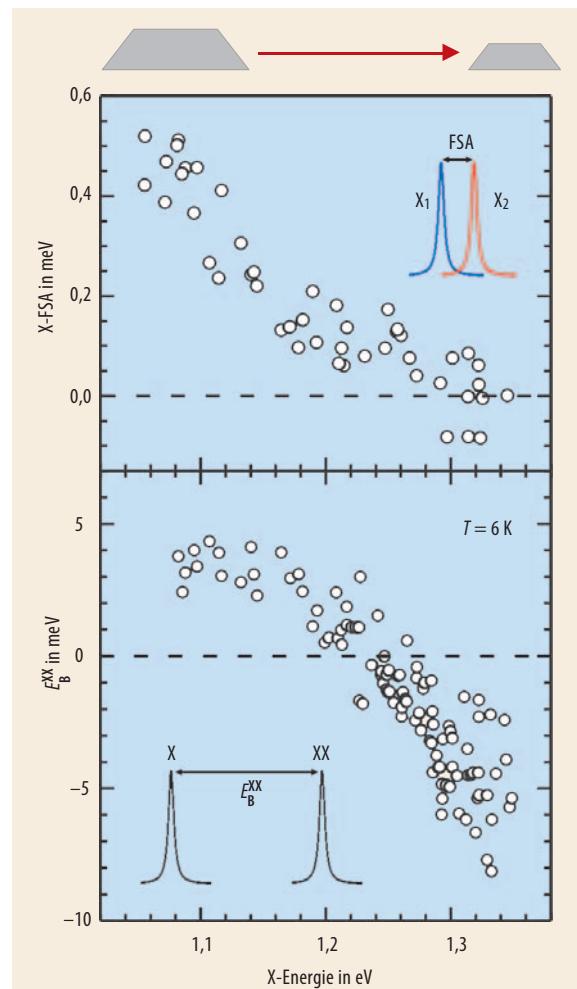 0,6
0,4
0,2
0,0
X-FSA in meV
FSA
X₁
X₂
5
0
−5
−10
E_B^XX in meV
T = 6 K
X
XX
E_B^XX
1,1
1,2
1,3
X-Energie in eV